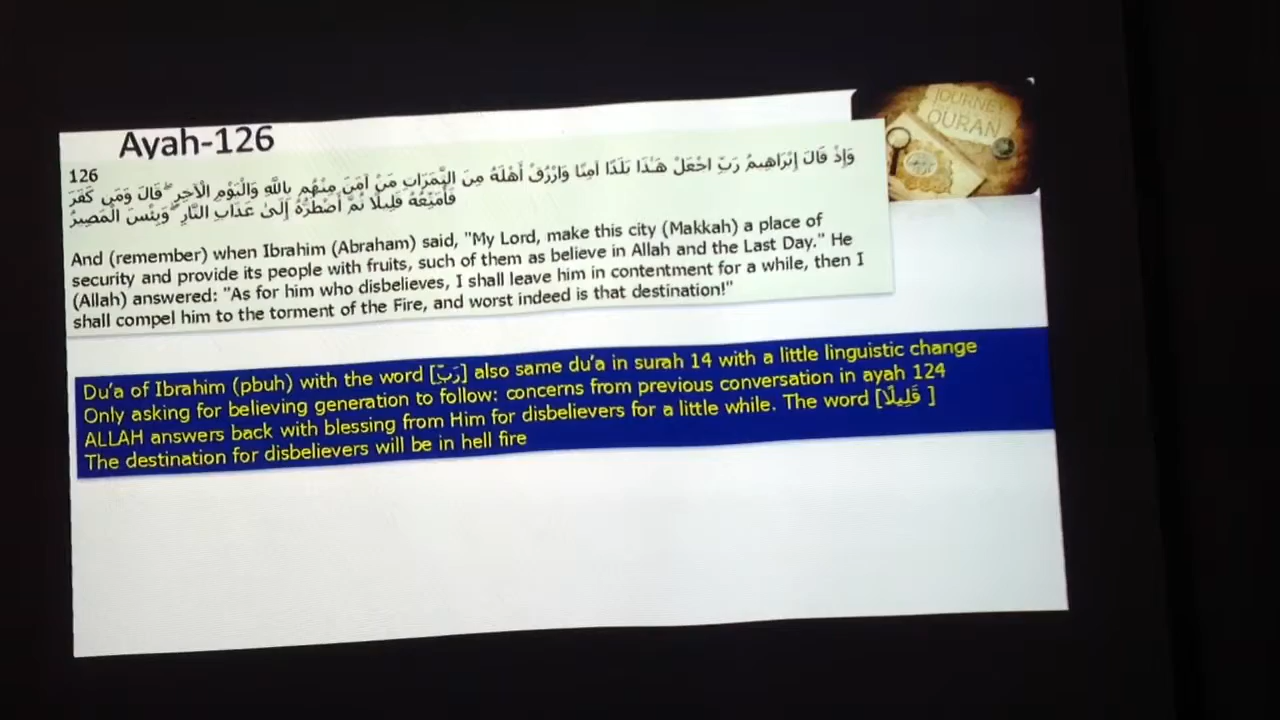 Ayah-126
JOURNEY
QURAN
126
وَإِذْ قَالَ إِبْرَاهِيمُ رَبِّ اجْعَلْ هَـٰذَا بَلَدًا آمِنًا وَارْزُقْ أَهْلَهُ مِنَ الثَّمَرَاتِ مَنْ آمَنَ مِنْهُم بِاللَّهِ وَالْيَوْمِ الْآخِرِ ۖ قَالَ وَمَن كَفَرَ
فَأُمَتِّعُهُ قَلِيلًا ثُمَّ أَضْطَرُّهُ إِلَىٰ عَذَابِ النَّارِ ۖ وَبِئْسَ الْمَصِيرُ
And (remember) when Ibrahim (Abraham) said, "My Lord, make this city (Makkah) a place of
security and provide its people with fruits, such of them as believe in Allah and the Last Day." He
(Allah) answered: "As for him who disbelieves, I shall leave him in contentment for a while, then I
shall compel him to the torment of the Fire, and worst indeed is that destination!"
Du'a of Ibrahim (pbuh) with the word [رَبِّ] also same du'a in surah 14 with a little linguistic change
Only asking for believing generation to follow: concerns from previous conversation in ayah 124
ALLAH answers back with blessing from Him for disbelievers for a little while. The word [قَلِيلًا ]
The destination for disbelievers will be in hell fire